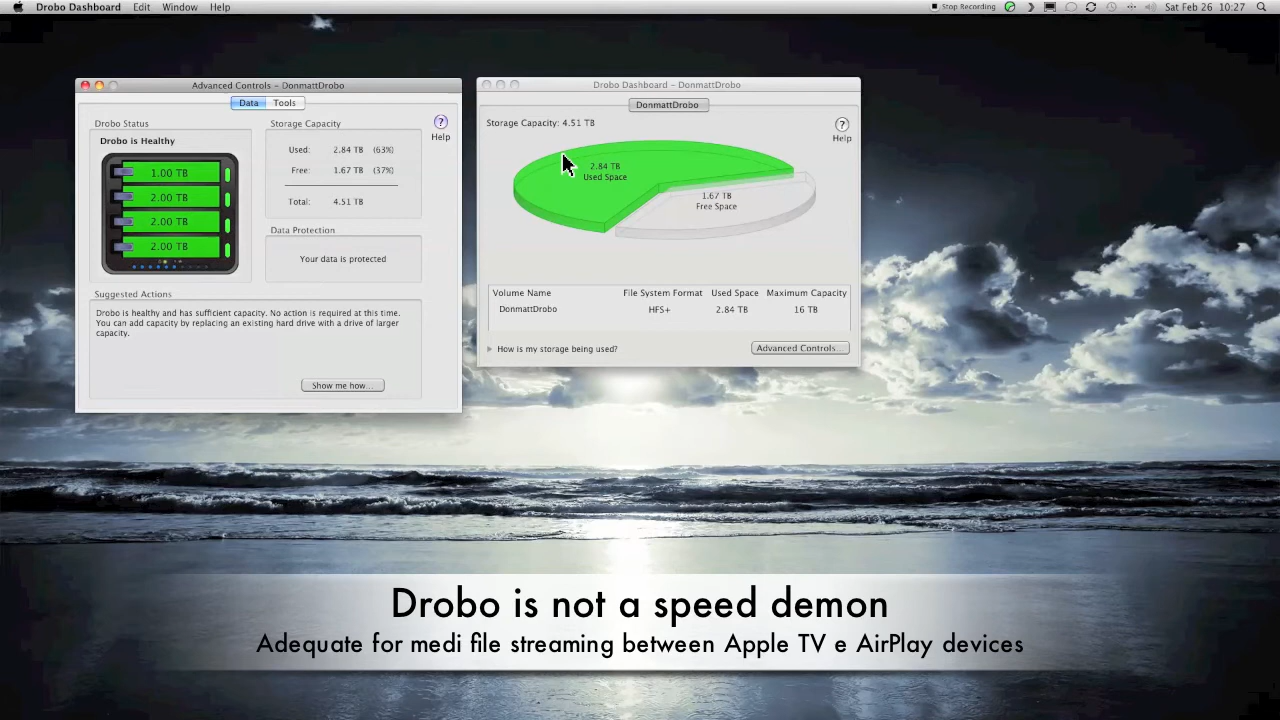 Drobo Dashboard Edit Window Help Stop Recording Sat Feb 26 10:27
Advanced Controls – DonmattDrobo
Data Tools
Drobo Status
Drobo is Healthy
1.00 TB
2.00 TB
2.00 TB
2.00 TB
Storage Capacity
Used: 2.84 TB (63%)
Free: 1.67 TB (37%)
Total: 4.51 TB
?
Help
Data Protection
Your data is protected
Suggested Actions
Drobo is healthy and has sufficient capacity. No action is required at this time.
You can add capacity by replacing an existing hard drive with a drive of larger
capacity.
Show me how...
Drobo Dashboard – DonmattDrobo
DonmattDrobo
Storage Capacity: 4.51 TB
?
Help
2.84 TB
Used Space
1.67 TB
Free Space
Volume Name File System Format Used Space Maximum Capacity
DonmattDrobo HFS+ 2.84 TB 16 TB
How is my storage being used?
Advanced Controls...
Drobo is not a speed demon
Adequate for medi file streaming between Apple TV e AirPlay devices